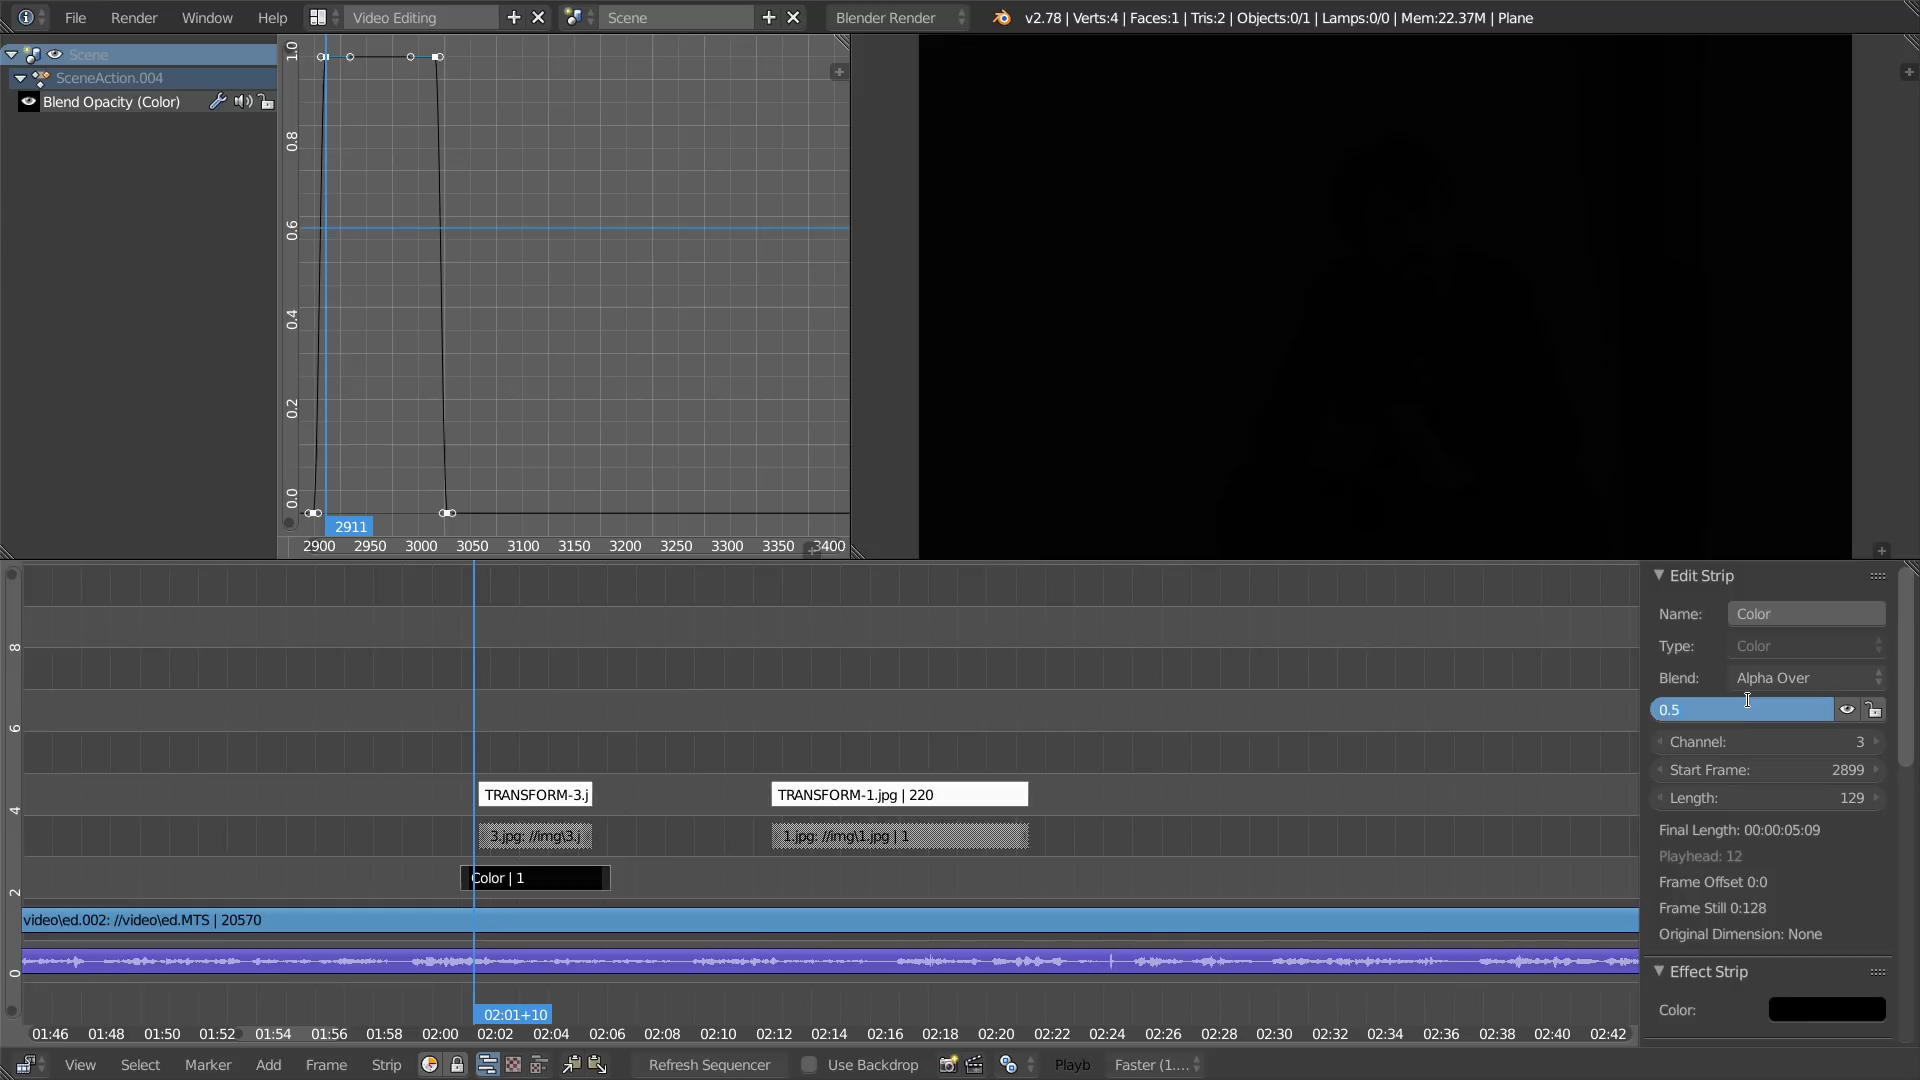 File Render Window Help Video Editing Scene Blender Render v2.78 | Verts:4 | Faces:1 | Tris:2 | Objects:0/1 | Lamps:0/0 | Mem:22.37M | Plane
Scene
SceneAction.004
Blend Opacity (Color)
1.0
0.8
0.6
0.4
0.2
0.0
2911
2900 2950 3000 3050 3100 3150 3200 3250 3300 3350 3400
Edit Strip
Name: Color
Type: Color
Blend: Alpha Over
0.5
Channel: 3
Start Frame: 2899
Length: 129
Final Length: 00:00:05:09
Playhead: 12
Frame Offset 0:0
Frame Still 0:128
Original Dimension: None
Effect Strip
Color:
8
6
4
2
0
TRANSFORM-3.j
TRANSFORM-1.jpg | 220
3.jpg: //img\3.j
1.jpg: //img\1.jpg | 1
Color | 1
video\ed.002: //video\ed.MTS | 20570
02:01+10
01:46 01:48 01:50 01:52 01:54 01:56 01:58 02:00 02:02 02:04 02:06 02:08 02:10 02:12 02:14 02:16 02:18 02:20 02:22 02:24 02:26 02:28 02:30 02:32 02:34 02:36 02:38 02:40 02:42
View Select Marker Add Frame Strip Refresh Sequencer Use Backdrop Playb Faster (1....